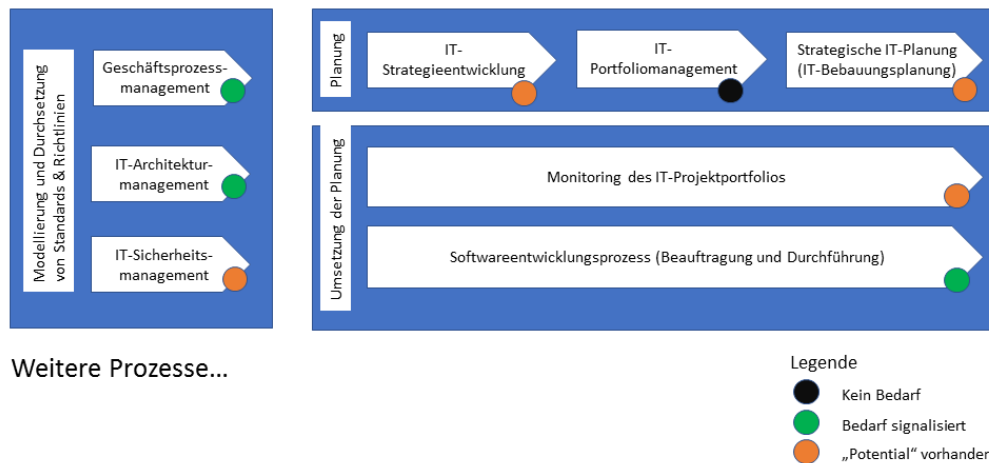 Modellierung und Durchsetzung
von Standards & Richtlinien
Geschäftsprozess-
management
IT-Architektur-
management
IT-Sicherheits-
management
Planung
IT-
Strategieentwicklung
IT-
Portfoliomanagement
Strategische IT-Planung
(IT-Bebauungsplanung)
Umsetzung der Planung
Monitoring des IT-Projektportfolios
Softwareentwicklungsprozess (Beauftragung und Durchführung)
Weitere Prozesse...
Legende
Kein Bedarf
Bedarf signalisiert
„Potential“ vorhanden